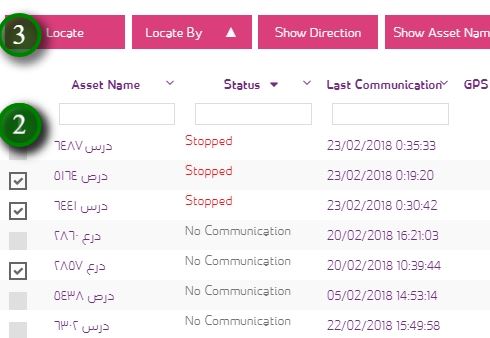 3 Locate Locate By ▲ Show Direction Show Asset Nam
Asset Name Status Last Communication GPS
2
درس ٦٤٨٧ Stopped 23/02/2018 0:35:33
درص ٥١٦٤ Stopped 23/02/2018 0:19:20
درس ٦٤٤١ Stopped 23/02/2018 0:30:42
درع ٢٨٦٠ No Communication 20/02/2018 16:21:03
درع ٢٨٥٧ No Communication 20/02/2018 10:39:44
درص ٥٤٣٨ No Communication 05/02/2018 14:53:14
درس ٦٣٠٢ No Communication 22/02/2018 15:49:58